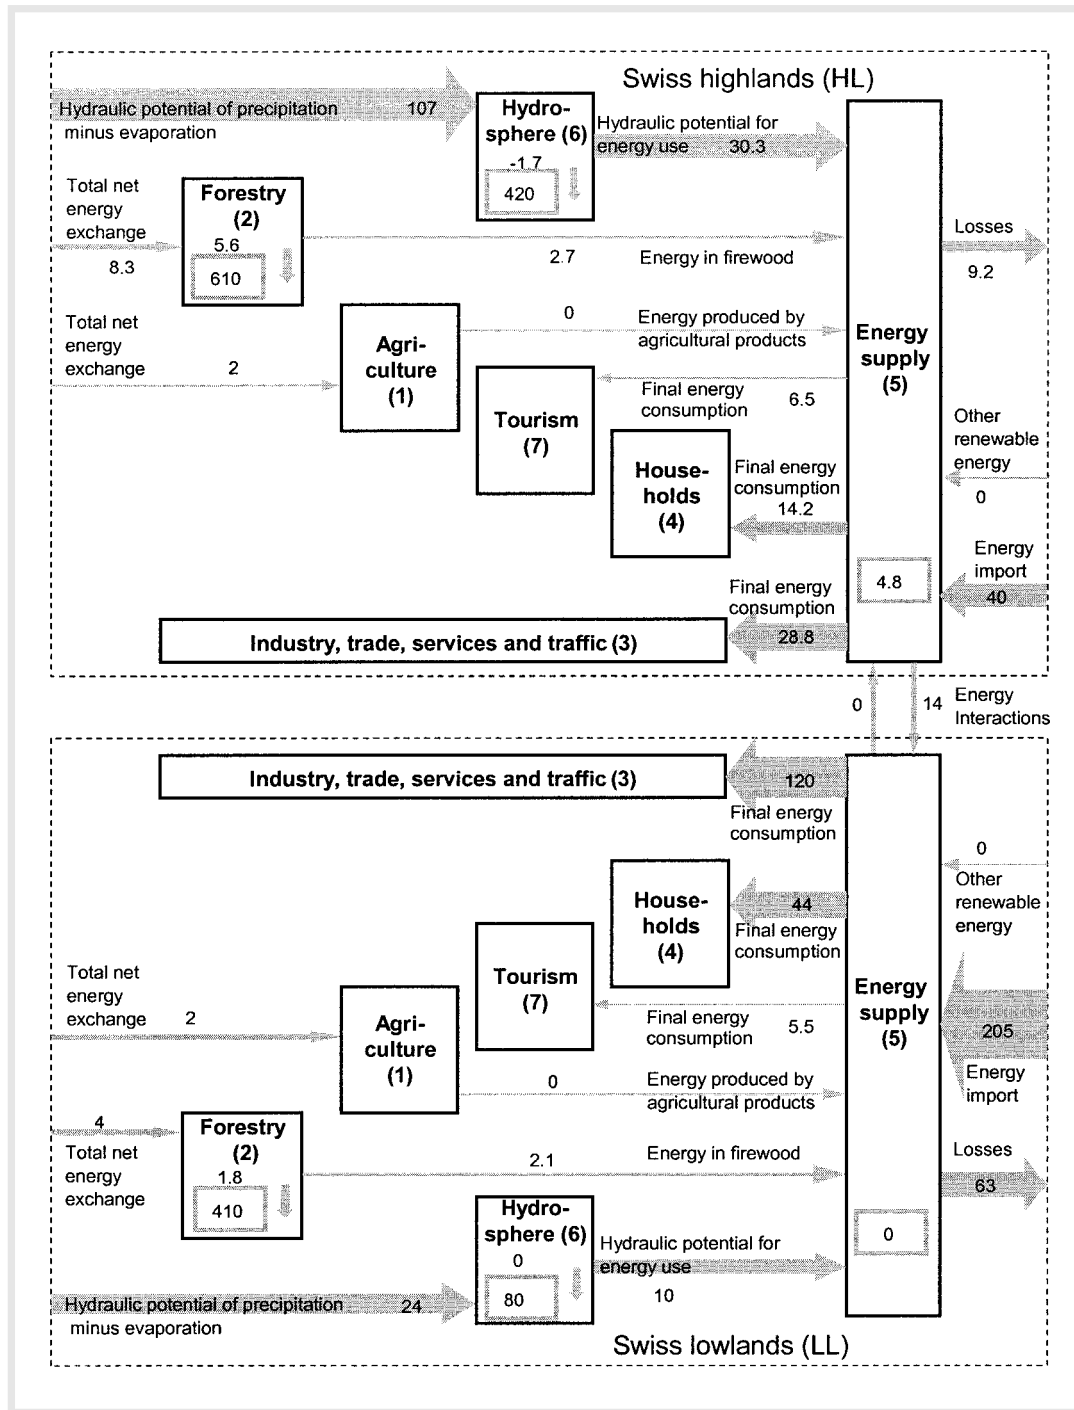 Swiss highlands (HL)
Hydraulic potential of precipitation 107
minus evaporation
Hydro-
sphere (6)
-1.7
420
Hydraulic potential for
energy use 30.3
Total net
energy
exchange
8.3
Forestry
(2)
5.6
610
2.7 Energy in firewood
Losses
9.2
Total net
energy
exchange 2
Agri-
culture
(1)
0 Energy produced by
agricultural products
Energy
supply
(5)
Tourism
(7)
Final energy
consumption 6.5
Other
renewable
energy
0
House-
holds
(4)
Final energy
consumption
14.2
4.8
Energy
import
40
Final energy
consumption
28.8
Industry, trade, services and traffic (3)
0 14 Energy
Interactions
Industry, trade, services and traffic (3)
120
Final energy
consumption
0
Other
renewable
energy
House-
holds
(4)
44
Final energy
consumption
Tourism
(7)
Energy
supply
(5)
Total net
energy
exchange 2
Agri-
culture
(1)
Final energy 5.5
consumption
205
Energy
import
0 Energy produced by
agricultural products
4
Total net
energy
exchange
Forestry
(2)
1.8
410
2.1 Energy in firewood
Losses
63
Hydro-
sphere (6)
0
80
Hydraulic potential for
energy use
10
0
Hydraulic potential of precipitation 24
minus evaporation
Swiss lowlands (LL)